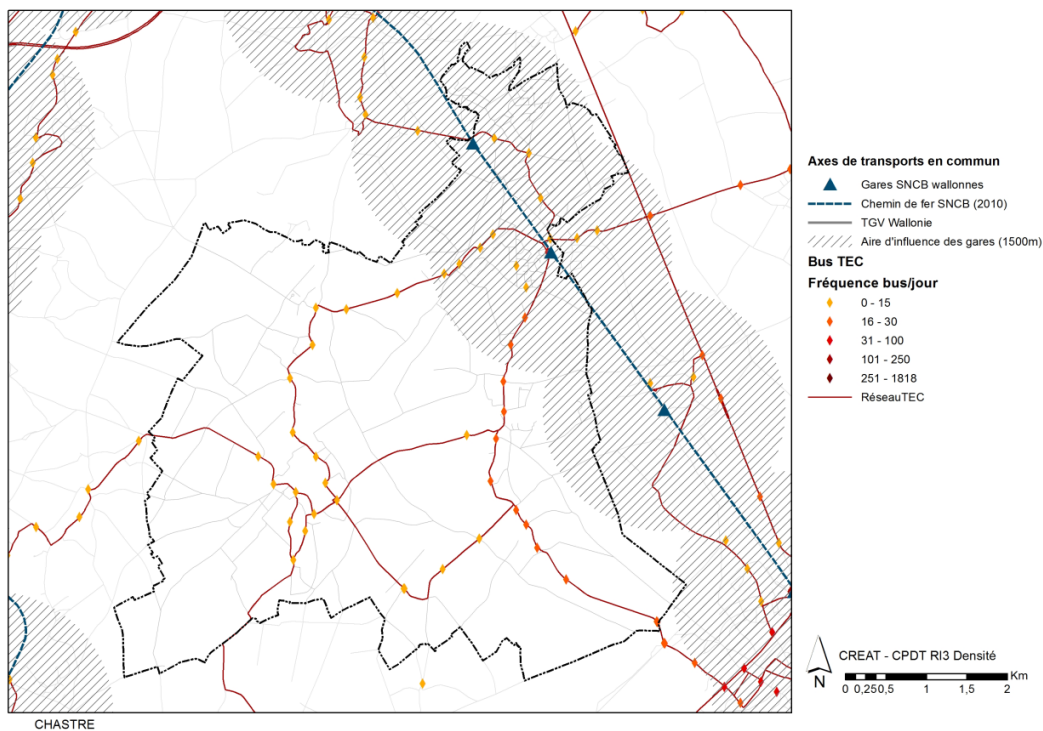 Axes de transports en commun
Gares SNCB wallonnes
Chemin de fer SNCB (2010)
TGV Wallonie
Aire d'influence des gares (1500m)
Bus TEC
Fréquence bus/jour
0 - 15
16 - 30
31 - 100
101 - 250
251 - 1818
RéseauTEC
CREAT - CPDT RI3 Densité
N
Km
0 0,25 0,5 1 1,5 2
CHASTRE